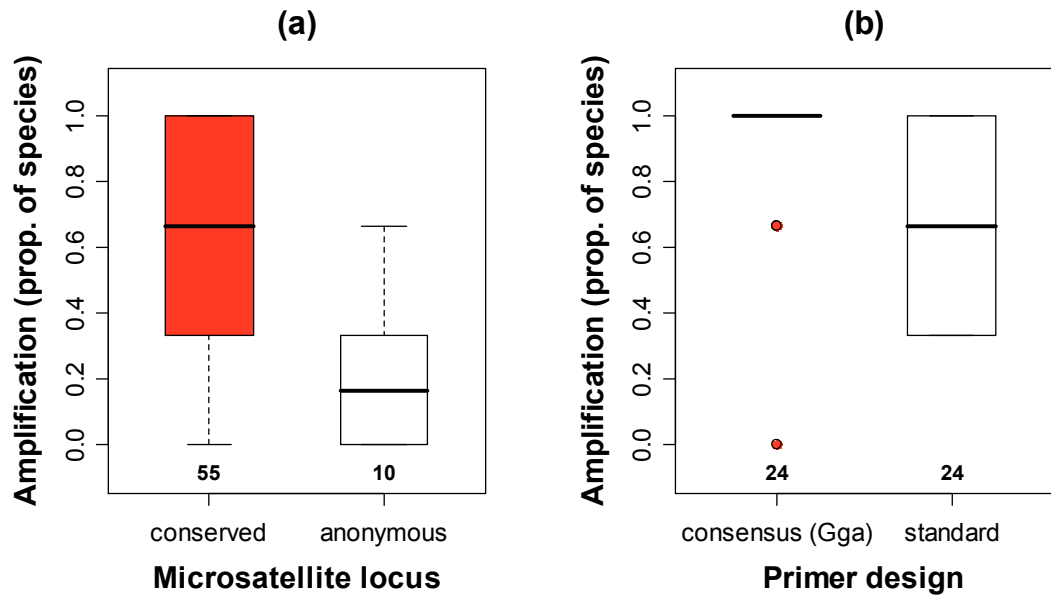 (a)
Amplification (prop. of species)
1.0
0.8
0.6
0.4
0.2
0.0
55
10
conserved
anonymous
Microsatellite locus
(b)
Amplification (prop. of species)
1.0
0.8
0.6
0.4
0.2
0.0
24
24
consensus (Gga)
standard
Primer design